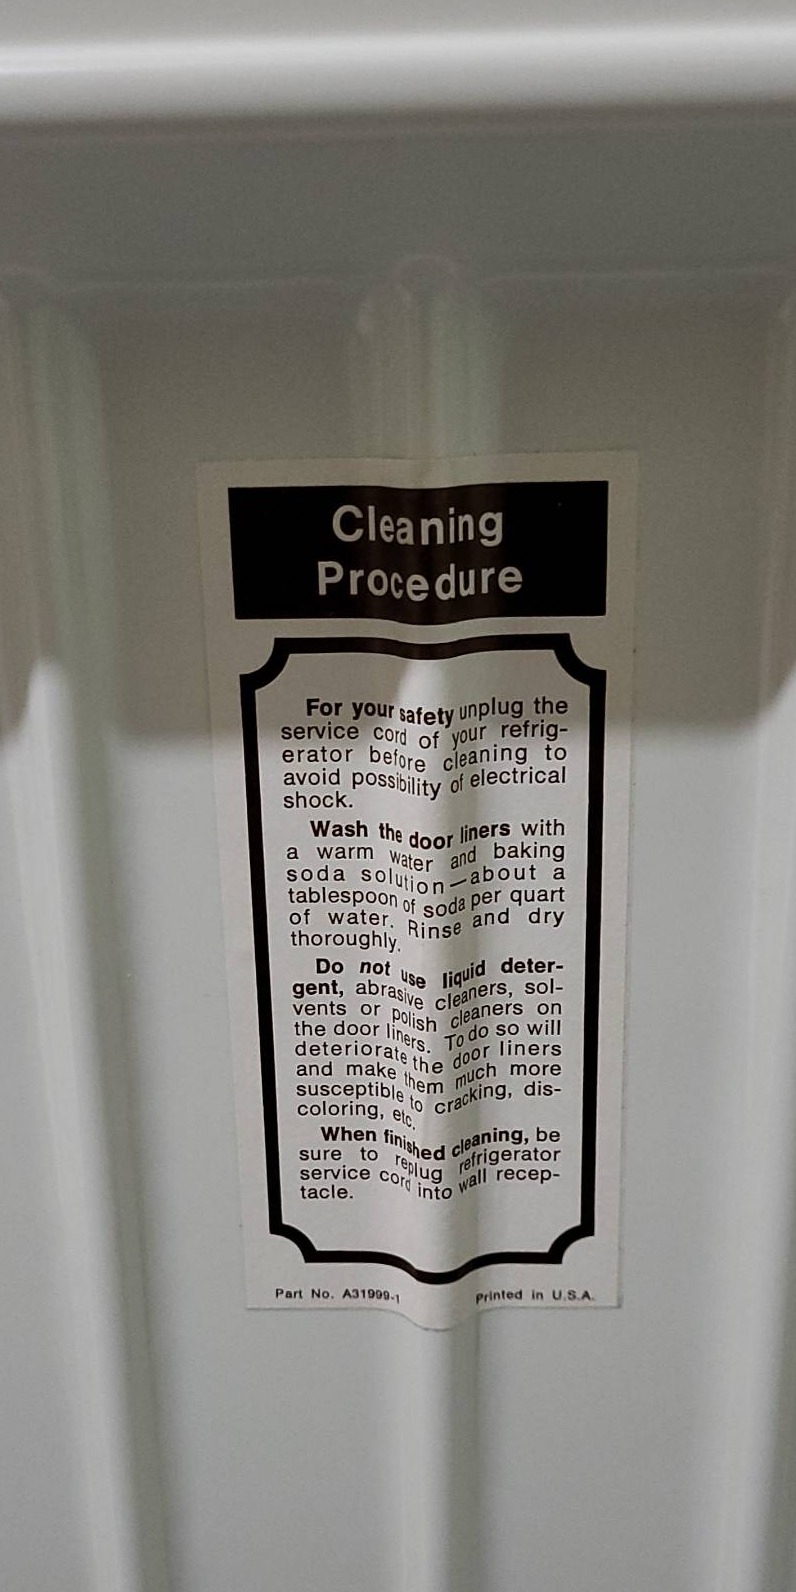 Cleaning
Procedure
For your safety unplug the
service cord of your refrig-
erator before cleaning to
avoid possibility of electrical
shock.
Wash the door liners with
a warm water and baking
soda solution—about a
tablespoon of soda per quart
of water. Rinse and dry
thoroughly.
Do not use liquid deter-
gent, abrasive cleaners, sol-
vents or polish cleaners on
the door liners. To do so will
deteriorate the door liners
and make them much more
susceptible to cracking, dis-
coloring, etc.
When finished cleaning, be
sure to replug refrigerator
service cord into wall recep-
tacle.
Part No. A31999-1 Printed in U.S.A.